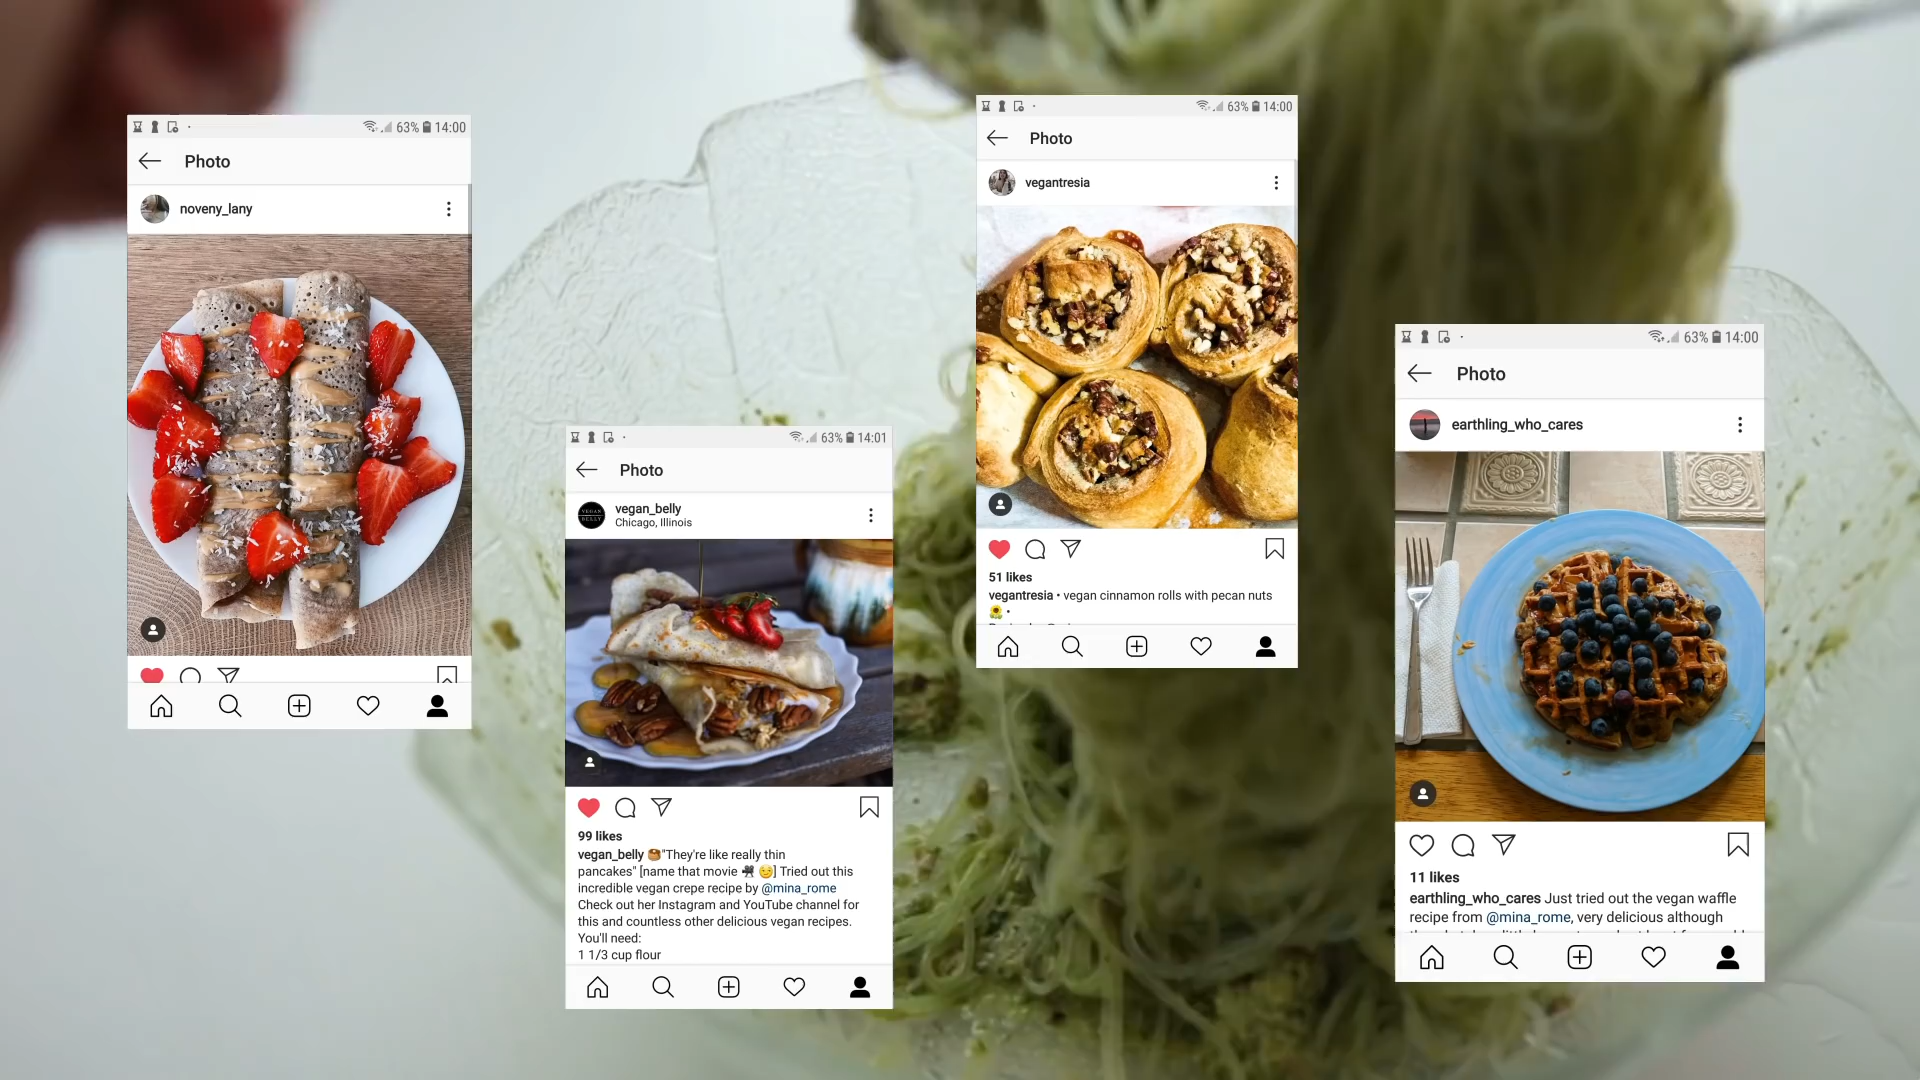 63% 14:00
Photo
noveny_lany
63% 14:01
Photo
VEGAN
BELLY
vegan_belly
Chicago, Illinois
99 likes
vegan_belly 🥞"They're like really thin
pancakes" [name that movie 🎥 😏] Tried out this
incredible vegan crepe recipe by @mina_rome
Check out her Instagram and YouTube channel for
this and countless other delicious vegan recipes.
You'll need:
1 1/3 cup flour
63% 14:00
Photo
vegantresia
51 likes
vegantresia • vegan cinnamon rolls with pecan nuts
🌻 •
63% 14:00
Photo
earthling_who_cares
11 likes
earthling_who_cares Just tried out the vegan waffle
recipe from @mina_rome, very delicious although